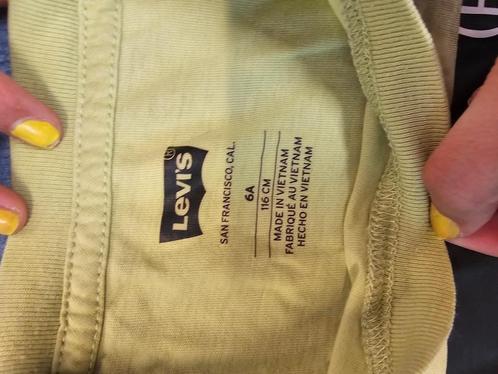 Levi's®
SAN FRANCISCO, CAL.
6A
116 CM
MADE IN VIETNAM
FABRIQUÉ AU VIETNAM
HECHO EN VIETNAM